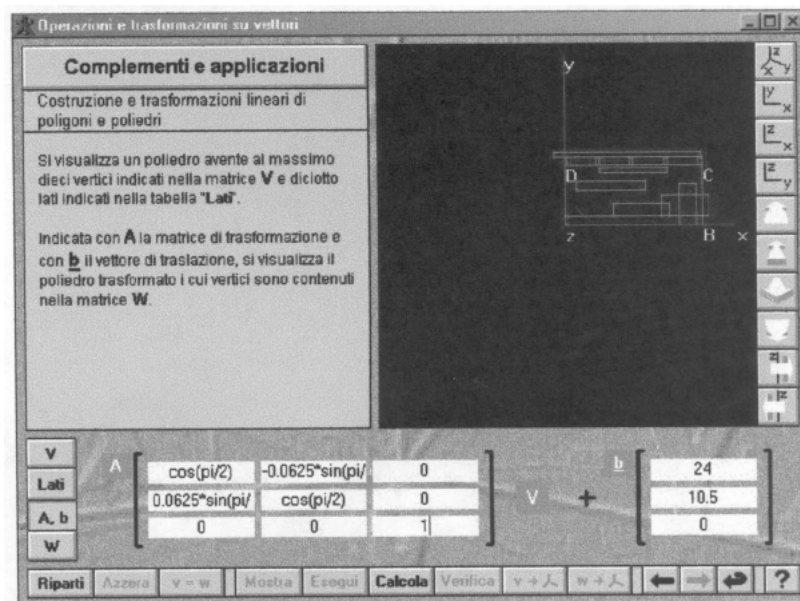 Operazioni e trasformazioni su vettori
Complementi e applicazioni
Costruzione e trasformazioni lineari di
poligoni e poliedri
Si visualizza un poliedro avente al massimo
dieci vertici indicati nella matrice V e diciotto
lati indicati nella tabella "Lati".
Indicata con A la matrice di trasformazione e
con b il vettore di traslazione, si visualizza il
poliedro trasformato i cui vertici sono contenuti
nella matrice W.
y
D C
z B x
z x y
y x
z x
z y
z
z
V
Lati
A, b
W
A
cos(pi/2) -0.0625*sin(pi/ 0
0.0625*sin(pi/ cos(pi/2) 0
0 0 1
V + b
24
10.5
0
Riparti Azzera v = w Mostra Esegui Calcola Verifica v → w → ?